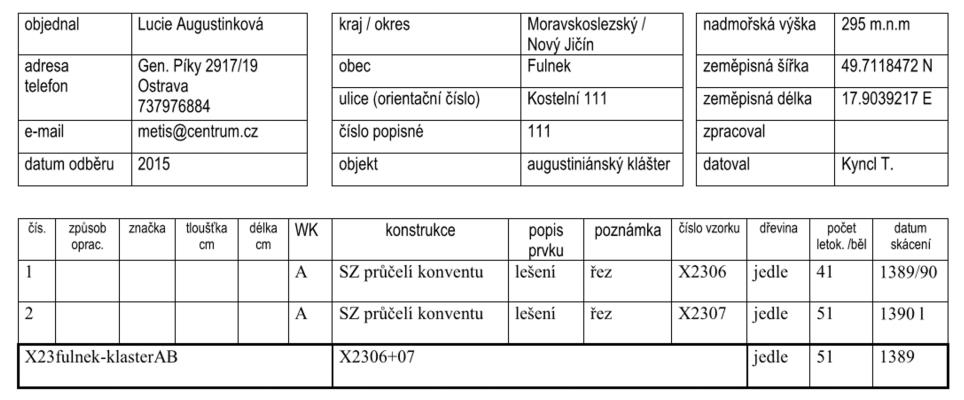 objednal Lucie Augustinková
adresa Gen. Píky 2917/19
telefon Ostrava
737976884
e-mail metis@centrum.cz
datum odběru 2015
kraj / okres Moravskoslezský /
Nový Jičín
obec Fulnek
ulice (orientační číslo) Kostelní 111
číslo popisné 111
objekt augustiniánský klášter
nadmořská výška 295 m.n.m
zeměpisná šířka 49.7118472 N
zeměpisná délka 17.9039217 E
zpracoval
datoval Kyncl T.
čís. způsob oprac. značka tloušťka cm délka cm WK konstrukce popis prvku poznámka číslo vzorku dřevina počet letok. /běl datum skácení
1 A SZ průčelí konventu lešení řez X2306 jedle 41 1389/90
2 A SZ průčelí konventu lešení řez X2307 jedle 51 1390 l
X23fulnek-klasterAB X2306+07 jedle 51 1389